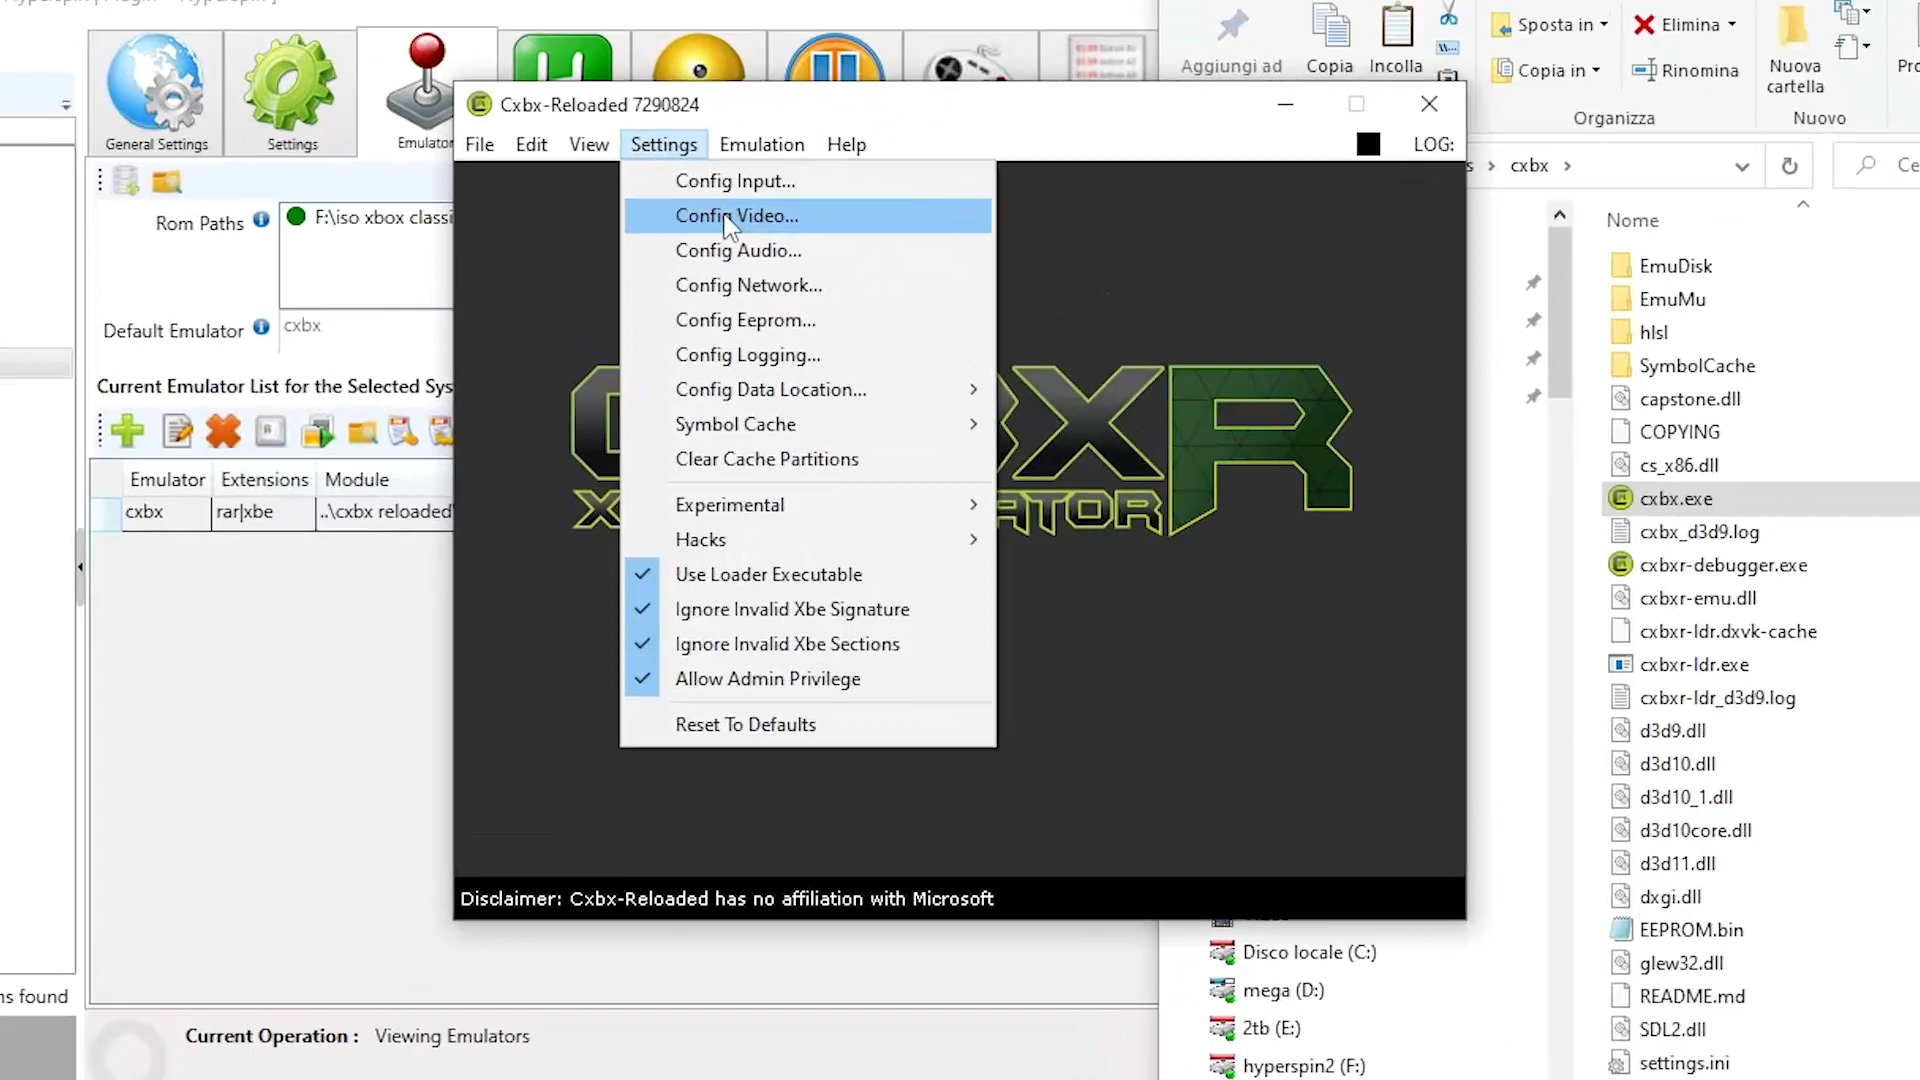 General Settings
Settings
Emulator
Rom Paths
F:\iso xbox classi
Default Emulator
cxbx
Current Emulator List for the Selected Sys
Emulator Extensions Module
cxbx rar|xbe ..\cxbx reloaded\
ns found
Current Operation : Viewing Emulators
Cxbx-Reloaded 7290824
File Edit View Settings Emulation Help
LOG:
Config Input...
Config Video...
Config Audio...
Config Network...
Config Eeprom...
Config Logging...
Config Data Location...
Symbol Cache
Clear Cache Partitions
Experimental
Hacks
Use Loader Executable
Ignore Invalid Xbe Signature
Ignore Invalid Xbe Sections
Allow Admin Privilege
Reset To Defaults
Disclaimer: Cxbx-Reloaded has no affiliation with Microsoft
Aggiungi ad
Copia
Incolla
Sposta in
Copia in
Elimina
Rinomina
Nuova
cartella
Organizza
Nuovo
s > cxbx >
Ce
Nome
EmuDisk
EmuMu
hlsl
SymbolCache
capstone.dll
COPYING
cs_x86.dll
cxbx.exe
cxbx_d3d9.log
cxbxr-debugger.exe
cxbxr-emu.dll
cxbxr-ldr.dxvk-cache
cxbxr-ldr.exe
cxbxr-ldr_d3d9.log
d3d9.dll
d3d10.dll
d3d10_1.dll
d3d10core.dll
d3d11.dll
dxgi.dll
EEPROM.bin
glew32.dll
README.md
SDL2.dll
settings.ini
Disco locale (C:)
mega (D:)
2tb (E:)
hyperspin2 (F:)